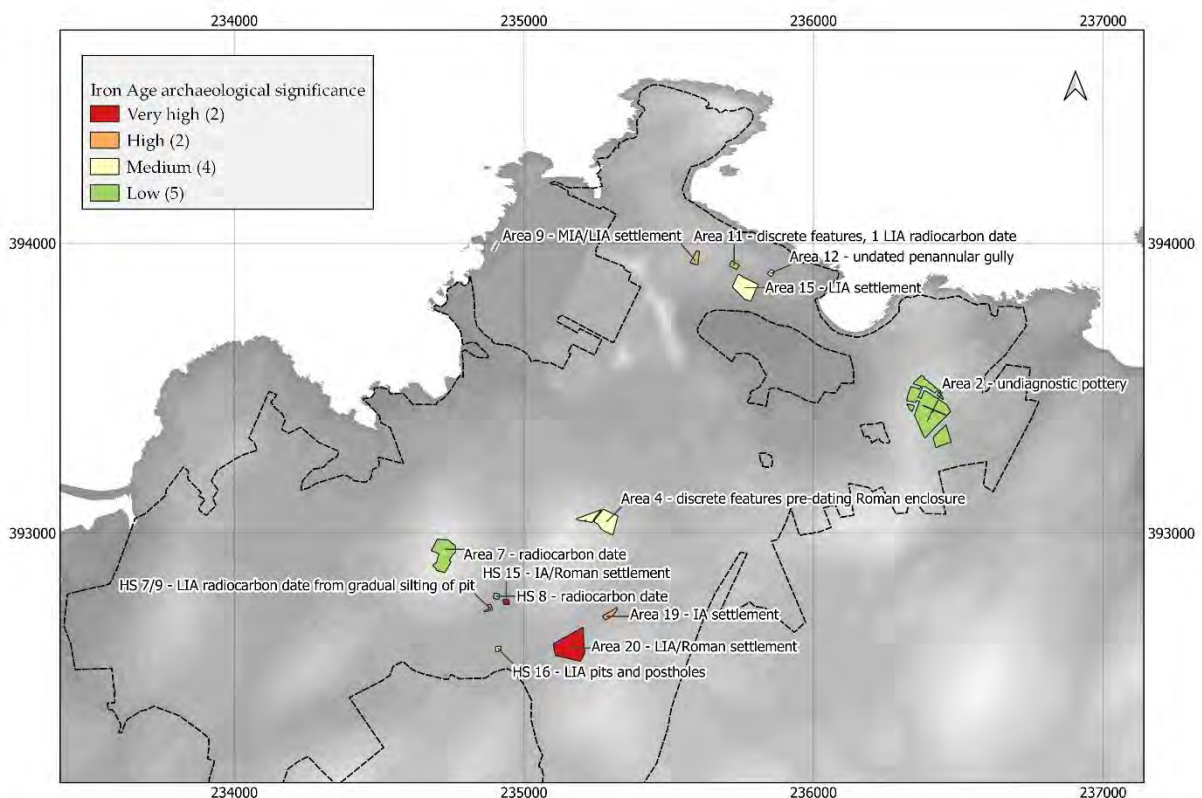 234000
235000
236000
237000
Iron Age archaeological significance
Very high (2)
High (2)
Medium (4)
Low (5)
394000
394000
Area 9 - MIA/LIA settlement
Area 11 - discrete features, 1 LIA radiocarbon date
Area 12 - undated penannular gully
Area 15 - LIA settlement
Area 2 - undiagnostic pottery
Area 4 - discrete features pre-dating Roman enclosure
393000
393000
Area 7 - radiocarbon date
HS 15 - IA/Roman settlement
HS 7/9 - LIA radiocarbon date from gradual silting of pit
HS 8 - radiocarbon date
Area 19 - IA settlement
Area 20 - LIA/Roman settlement
HS 16 - LIA pits and postholes
234000
235000
236000
237000